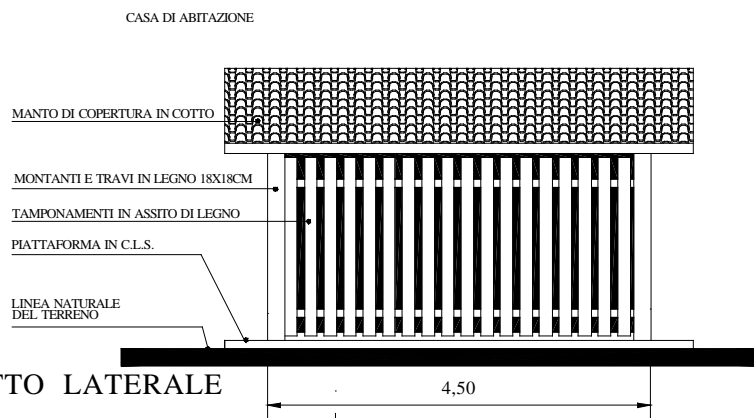 CASA DI ABITAZIONE
MANTO DI COPERTURA IN COTTO
MONTANTI E TRAVI IN LEGNO 18X18CM
TAMPONAMENTI IN ASSITO DI LEGNO
PIATTAFORMA IN C.L.S.
LINEA NATURALE
DEL TERRENO
LATERALE
4,50